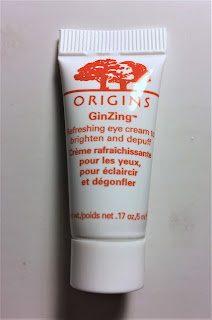 ORIGINS
GinZing™
Refreshing eye cream to
brighten and depuff
Crème rafraîchissante
pour les yeux,
pour éclaircir
et dégonfler
wt./poids net .17 oz./5 ml